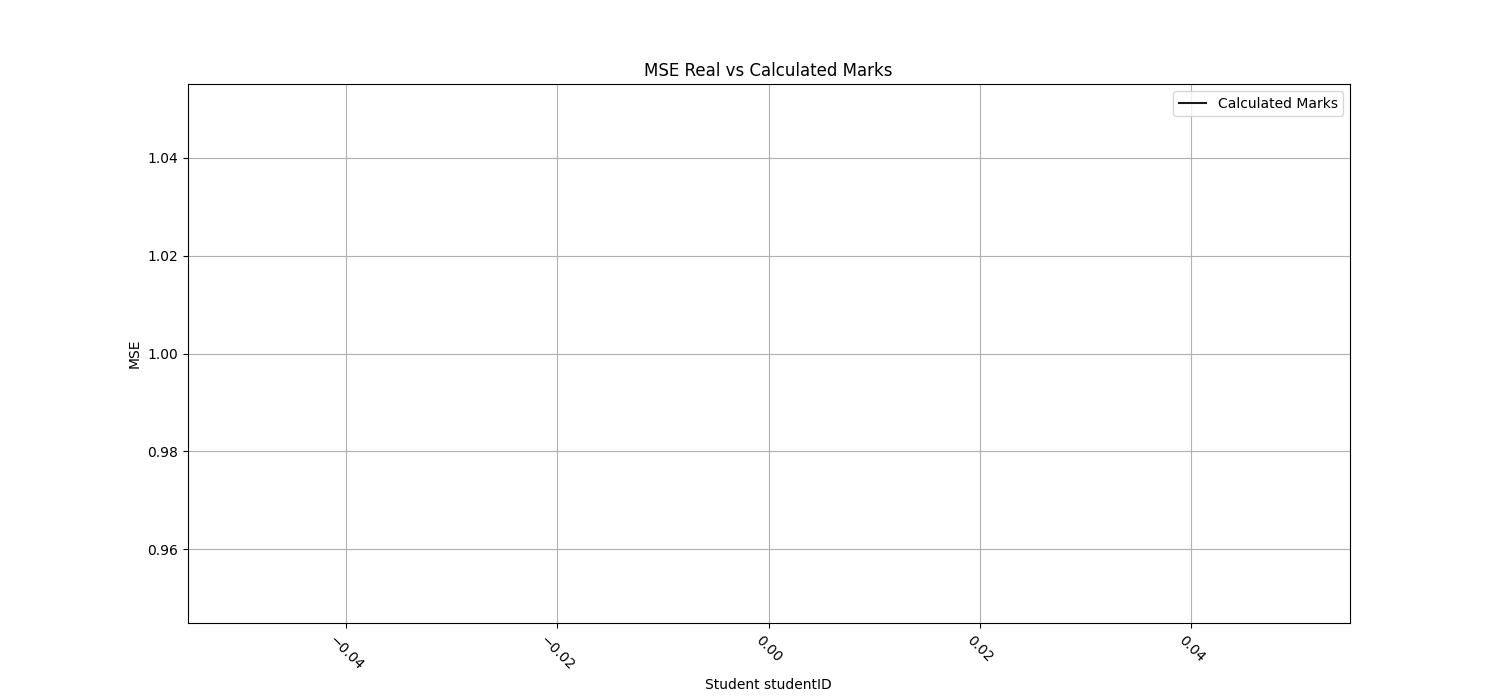 MSE Real vs Calculated Marks
Calculated Marks
1.04
1.02
1.00
0.98
0.96
MSE
−0.04
−0.02
0.00
0.02
0.04
Student studentID